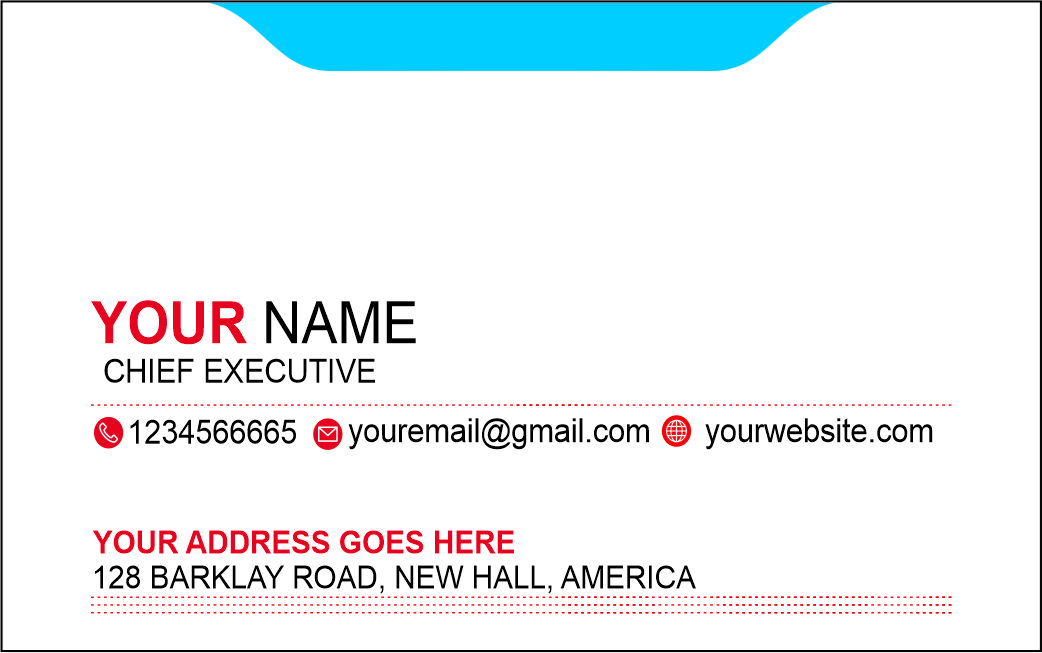 YOUR NAME
CHIEF EXECUTIVE
1234566665 youremail@gmail.com yourwebsite.com
YOUR ADDRESS GOES HERE
128 BARKLAY ROAD, NEW HALL, AMERICA